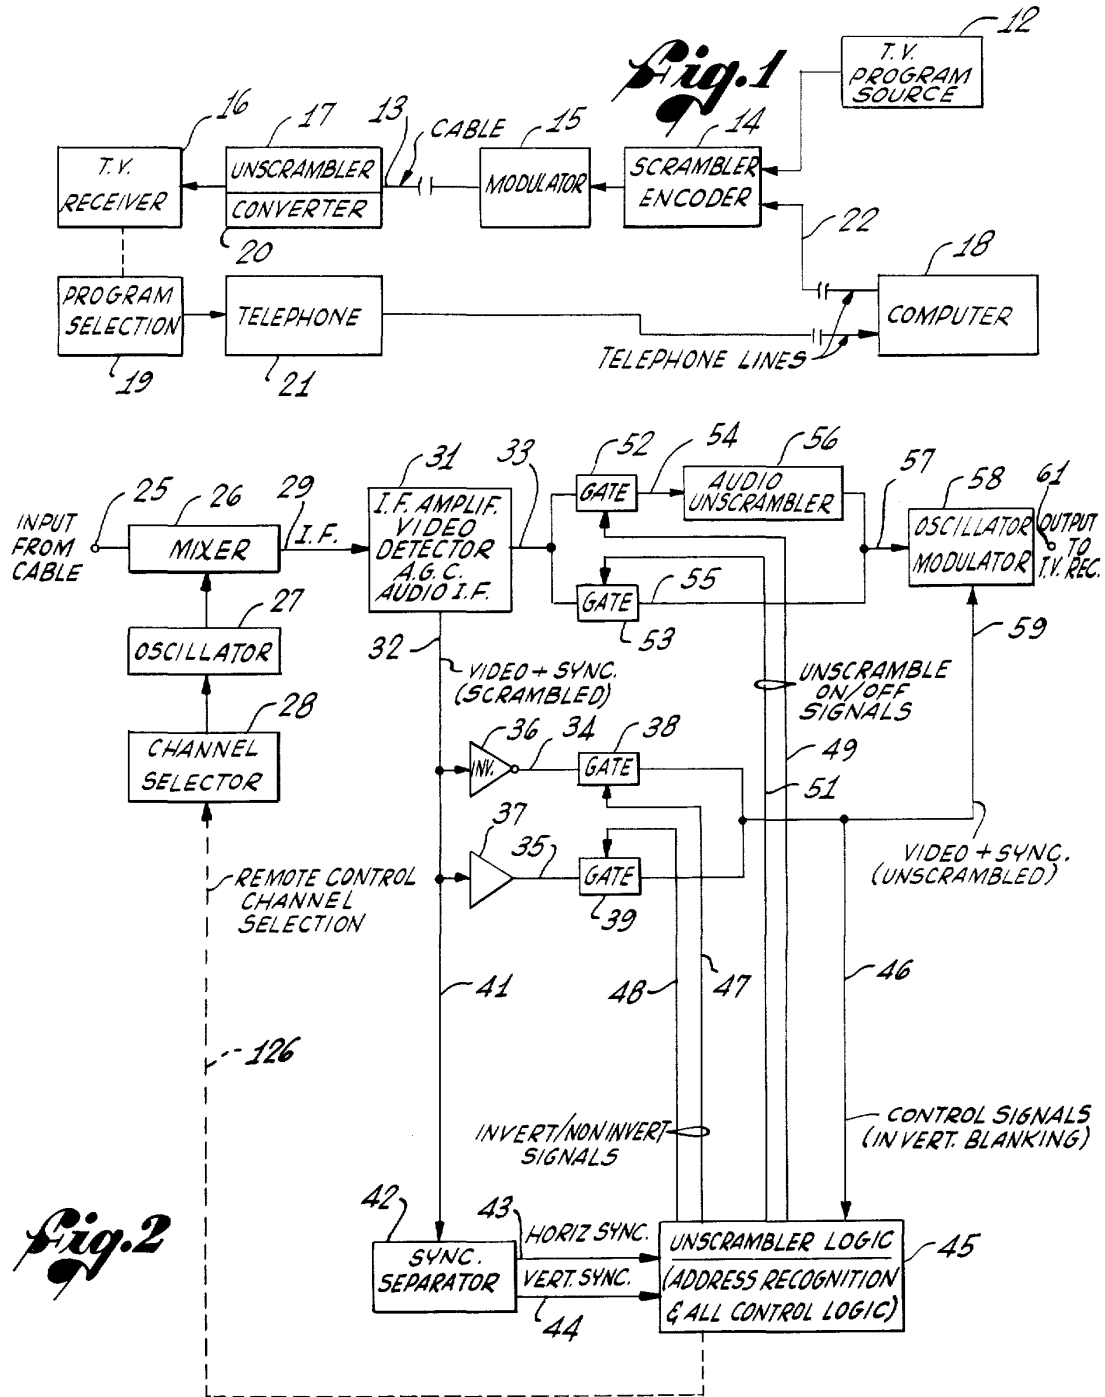 Fig.1
12
T.V.
PROGRAM
SOURCE
16
17
13
CABLE
15
14
T.V.
RECEIVER
UNSCRAMBLER
CONVERTER
20
MODULATOR
SCRAMBLER
ENCODER
22
18
PROGRAM
SELECTION
TELEPHONE
COMPUTER
TELEPHONE LINES
19
21
25
INPUT
FROM
CABLE
26
MIXER
29
I.F.
31
I.F. AMPLIF.
VIDEO
DETECTOR
A.G.C.
AUDIO I.F.
33
52
GATE
54
56
AUDIO
UNSCRAMBLER
57
58
OSCILLATOR
MODULATOR
61
OUTPUT
TO
T.V. REC.
GATE
53
55
59
27
OSCILLATOR
32
VIDEO + SYNC.
(SCRAMBLED)
UNSCRAMBLE
ON/OFF
SIGNALS
28
CHANNEL
SELECTOR
36
INV.
34
38
GATE
49
51
37
35
GATE
39
VIDEO + SYNC.
(UNSCRAMBLED)
REMOTE CONTROL
CHANNEL
SELECTION
41
48
47
46
126
INVERT/NON INVERT
SIGNALS
CONTROL SIGNALS
(IN VERT. BLANKING)
Fig.2
42
SYNC.
SEPARATOR
43
HORIZ SYNC.
VERT. SYNC.
44
UNSCRAMBLER LOGIC
(ADDRESS RECOGNITION
& ALL CONTROL LOGIC)
45